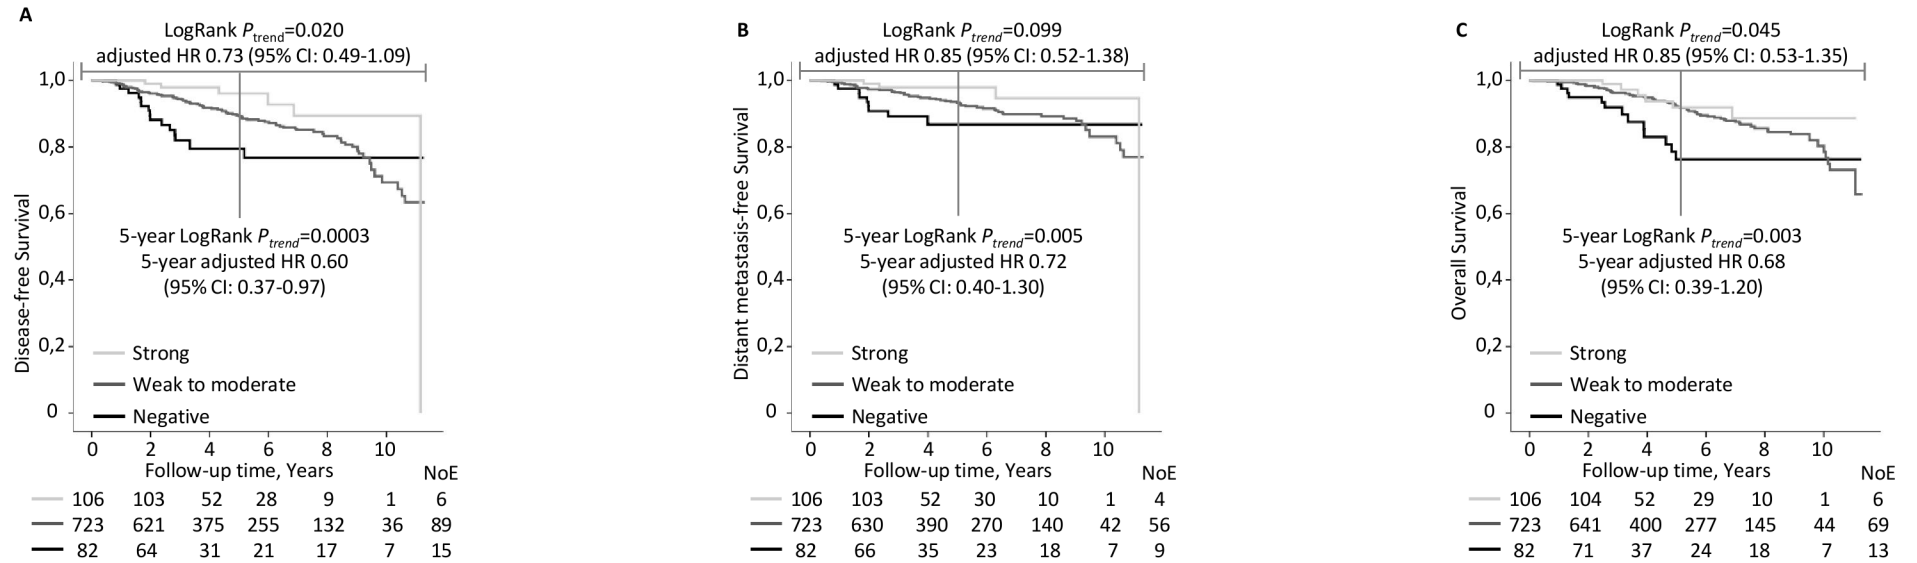 A
LogRank Ptrend=0.020
adjusted HR 0.73 (95% CI: 0.49-1.09)
1,0
0,8
0,6
0,4
0,2
0
Disease-free Survival
5-year LogRank Ptrend=0.0003
5-year adjusted HR 0.60
(95% CI: 0.37-0.97)
Strong
Weak to moderate
Negative
0 2 4 6 8 10
Follow-up time, Years
NoE
106 103 52 28 9 1 6
723 621 375 255 132 36 89
82 64 31 21 17 7 15
B
LogRank Ptrend=0.099
adjusted HR 0.85 (95% CI: 0.52-1.38)
1,0
0,8
0,6
0,4
0,2
0
Distant metastasis-free Survival
5-year LogRank Ptrend=0.005
5-year adjusted HR 0.72
(95% CI: 0.40-1.30)
Strong
Weak to moderate
Negative
0 2 4 6 8 10
Follow-up time, Years
NoE
106 103 52 30 10 1 4
723 630 390 270 140 42 56
82 66 35 23 18 7 9
C
LogRank Ptrend=0.045
adjusted HR 0.85 (95% CI: 0.53-1.35)
1,0
0,8
0,6
0,4
0,2
0
Overall Survival
5-year LogRank Ptrend=0.003
5-year adjusted HR 0.68
(95% CI: 0.39-1.20)
Strong
Weak to moderate
Negative
0 2 4 6 8 10
Follow-up time, Years
NoE
106 104 52 29 10 1 6
723 641 400 277 145 44 69
82 71 37 24 18 7 13